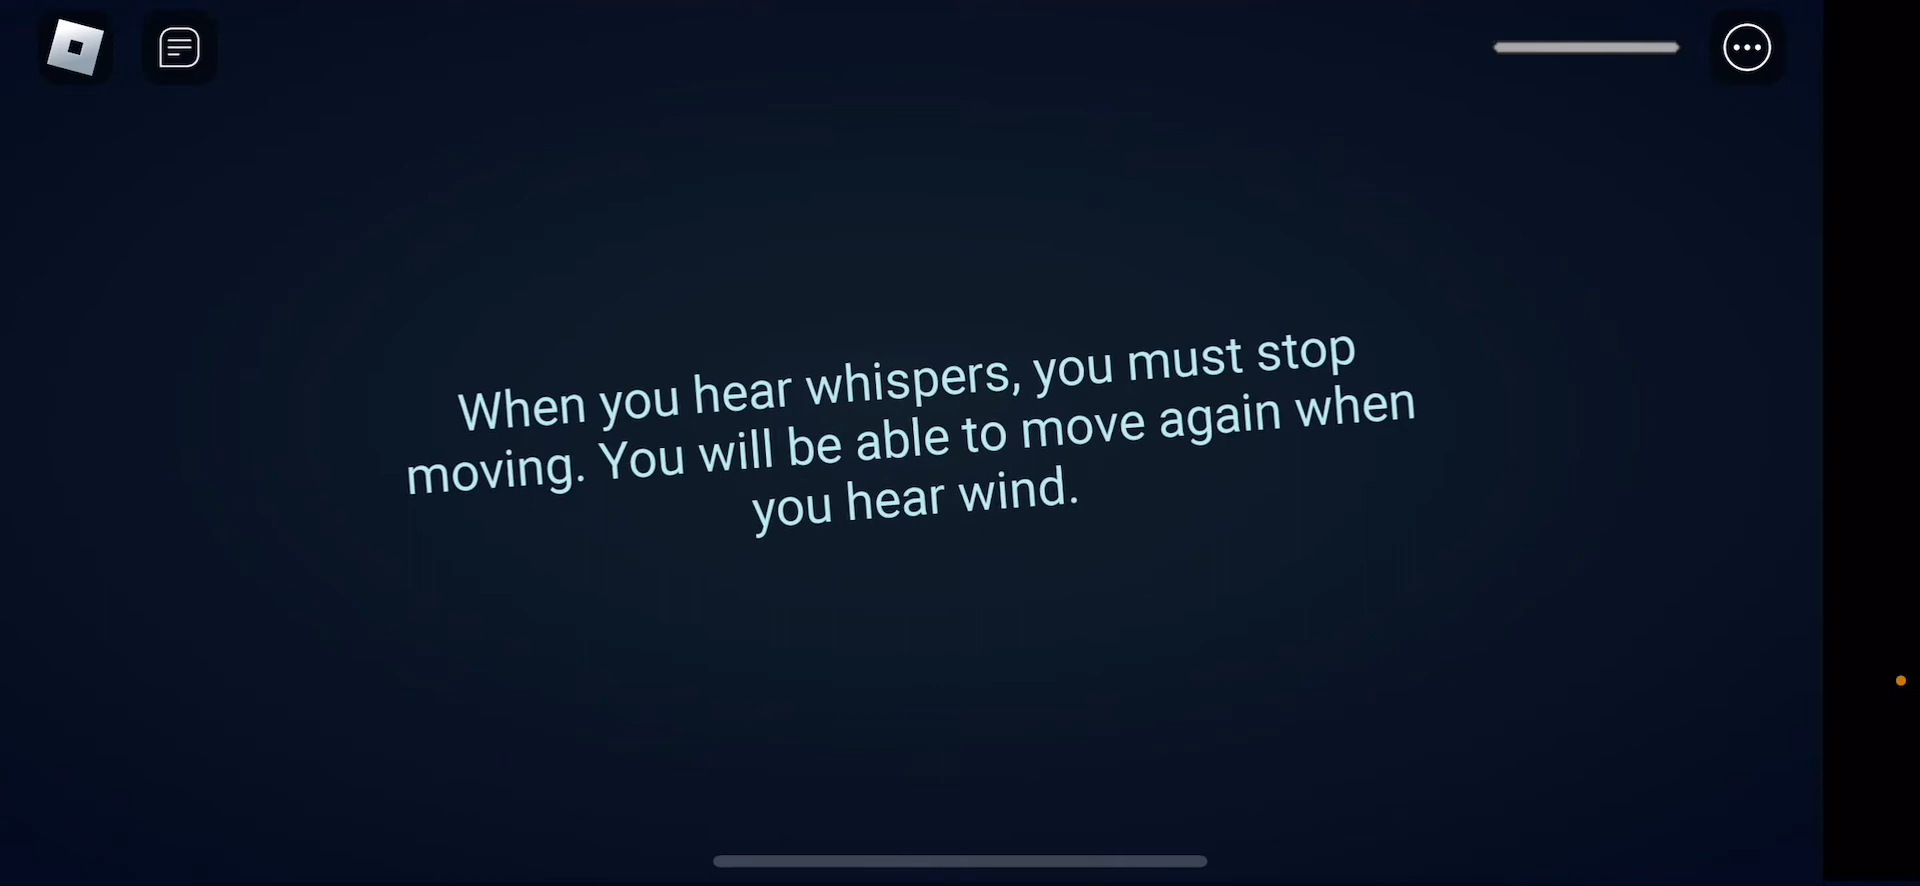 When you hear whispers, you must stop
moving. You will be able to move again when
you hear wind.